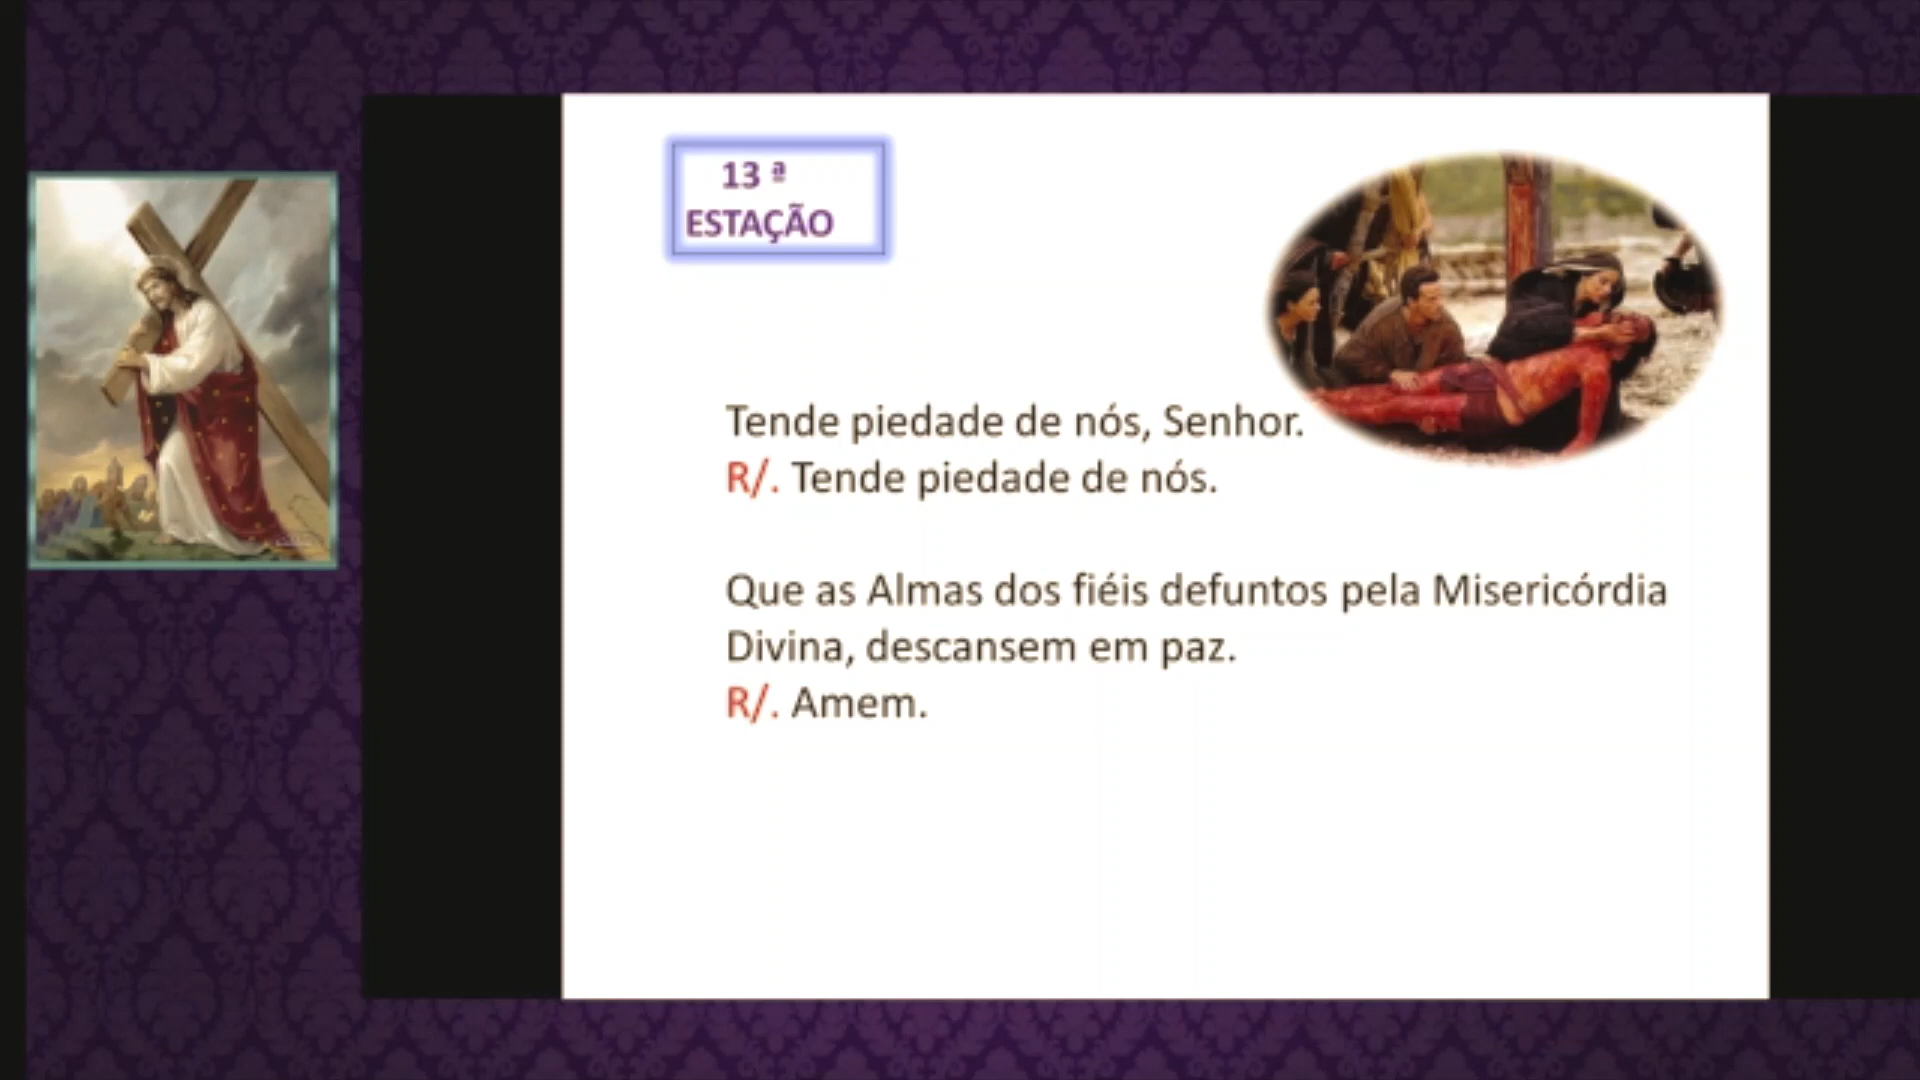 13 ª
ESTAÇÃO
Tende piedade de nós, Senhor.
R/. Tende piedade de nós.
Que as Almas dos fiéis defuntos pela Misericórdia
Divina, descansem em paz.
R/. Amem.